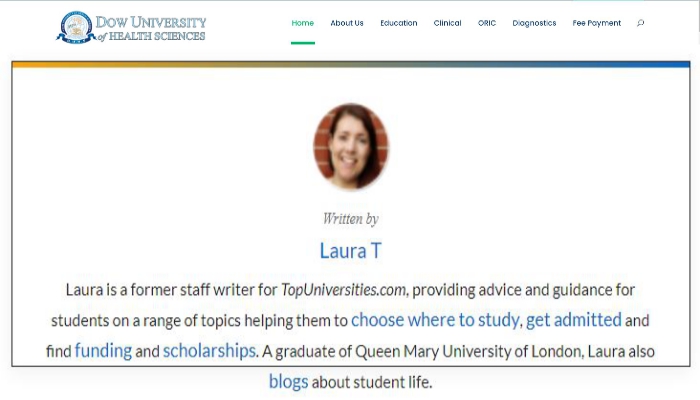 DOW UNIVERSITY
of HEALTH SCIENCES
Home About Us Education Clinical ORIC Diagnostics Fee Payment
Written by
Laura T
Laura is a former staff writer for TopUniversities.com, providing advice and guidance for
students on a range of topics helping them to choose where to study, get admitted and
find funding and scholarships. A graduate of Queen Mary University of London, Laura also
blogs about student life.